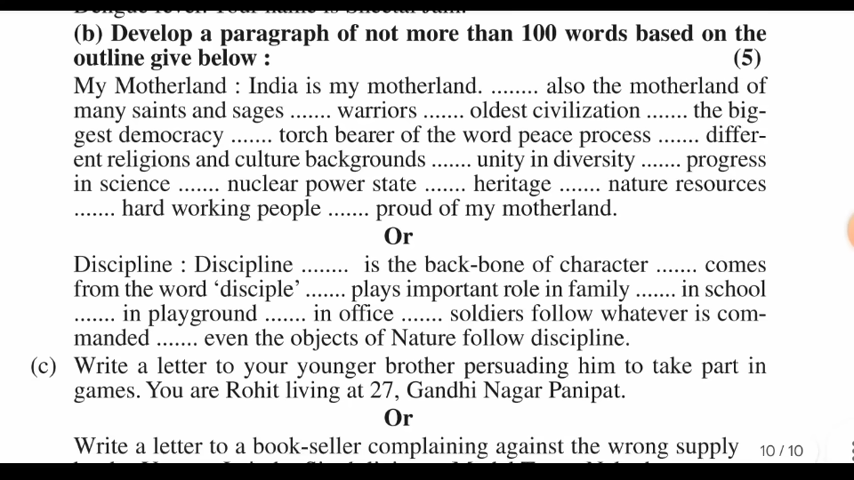 (b) Develop a paragraph of not more than 100 words based on the
outline give below : (5)
My Motherland : India is my motherland. ........ also the motherland of
many saints and sages ....... warriors ....... oldest civilization ....... the big-
gest democracy ....... torch bearer of the word peace process ....... differ-
ent religions and culture backgrounds ....... unity in diversity ....... progress
in science ....... nuclear power state ....... heritage ....... nature resources
....... hard working people ....... proud of my motherland.
Or
Discipline : Discipline ........ is the back-bone of character ....... comes
from the word ‘disciple’ ....... plays important role in family ....... in school
....... in playground ....... in office ....... soldiers follow whatever is com-
manded ....... even the objects of Nature follow discipline.
(c) Write a letter to your younger brother persuading him to take part in
games. You are Rohit living at 27, Gandhi Nagar Panipat.
Or
Write a letter to a book-seller complaining against the wrong supply
10 / 10